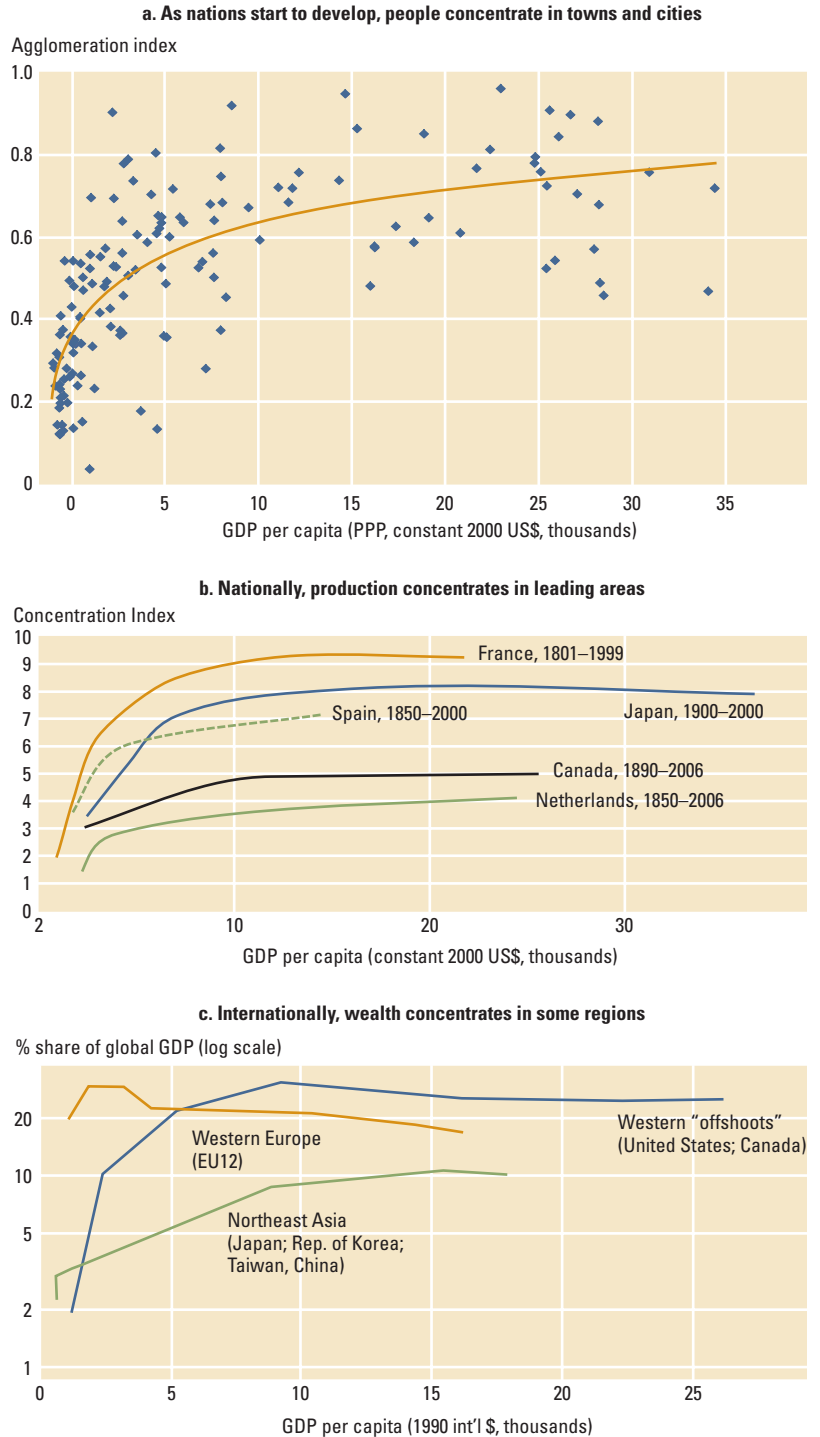 a. As nations start to develop, people concentrate in towns and cities
Agglomeration index
1.0
0.8
0.6
0.4
0.2
0
0 5 10 15 20 25 30 35
GDP per capita (PPP, constant 2000 US$, thousands)
b. Nationally, production concentrates in leading areas
Concentration Index
10
9
8
7
6
5
4
3
2
1
0
France, 1801–1999
Japan, 1900–2000
Spain, 1850–2000
Canada, 1890–2006
Netherlands, 1850–2006
2 10 20 30
GDP per capita (constant 2000 US$, thousands)
c. Internationally, wealth concentrates in some regions
% share of global GDP (log scale)
20
10
5
2
1
Western “offshoots”
(United States; Canada)
Western Europe
(EU12)
Northeast Asia
(Japan; Rep. of Korea;
Taiwan, China)
0 5 10 15 20 25
GDP per capita (1990 int’l $, thousands)